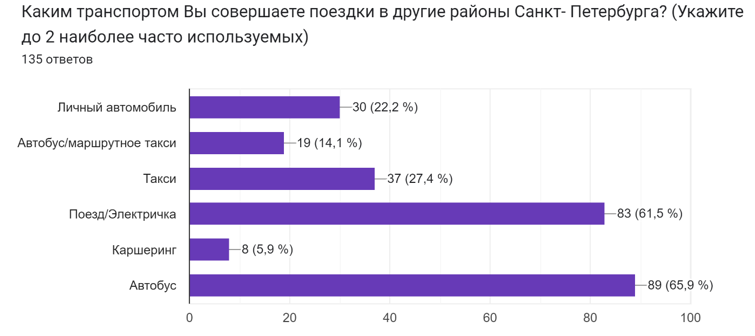 Каким транспортом Вы совершаете поездки в другие районы Санкт- Петербурга? (Укажите
до 2 наиболее часто используемых)
135 ответов
Личный автомобиль 30 (22,2 %)
Автобус/маршрутное такси 19 (14,1 %)
Такси 37 (27,4 %)
Поезд/Электричка 83 (61,5 %)
Каршеринг 8 (5,9 %)
Автобус 89 (65,9 %)
0 20 40 60 80 100